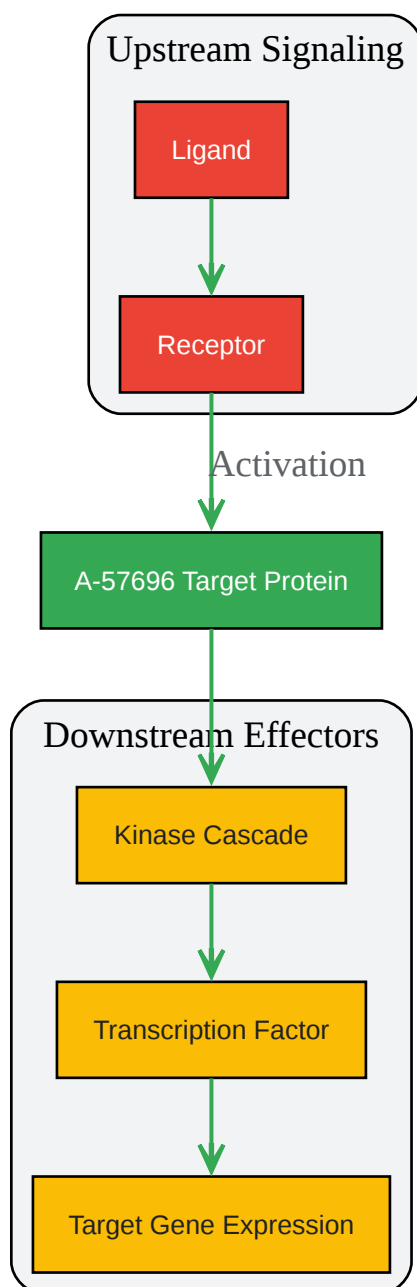 Upstream Signaling
Ligand
Receptor
Activation
A-57696 Target Protein
Downstream Effectors
Kinase Cascade
Transcription Factor
Target Gene Expression